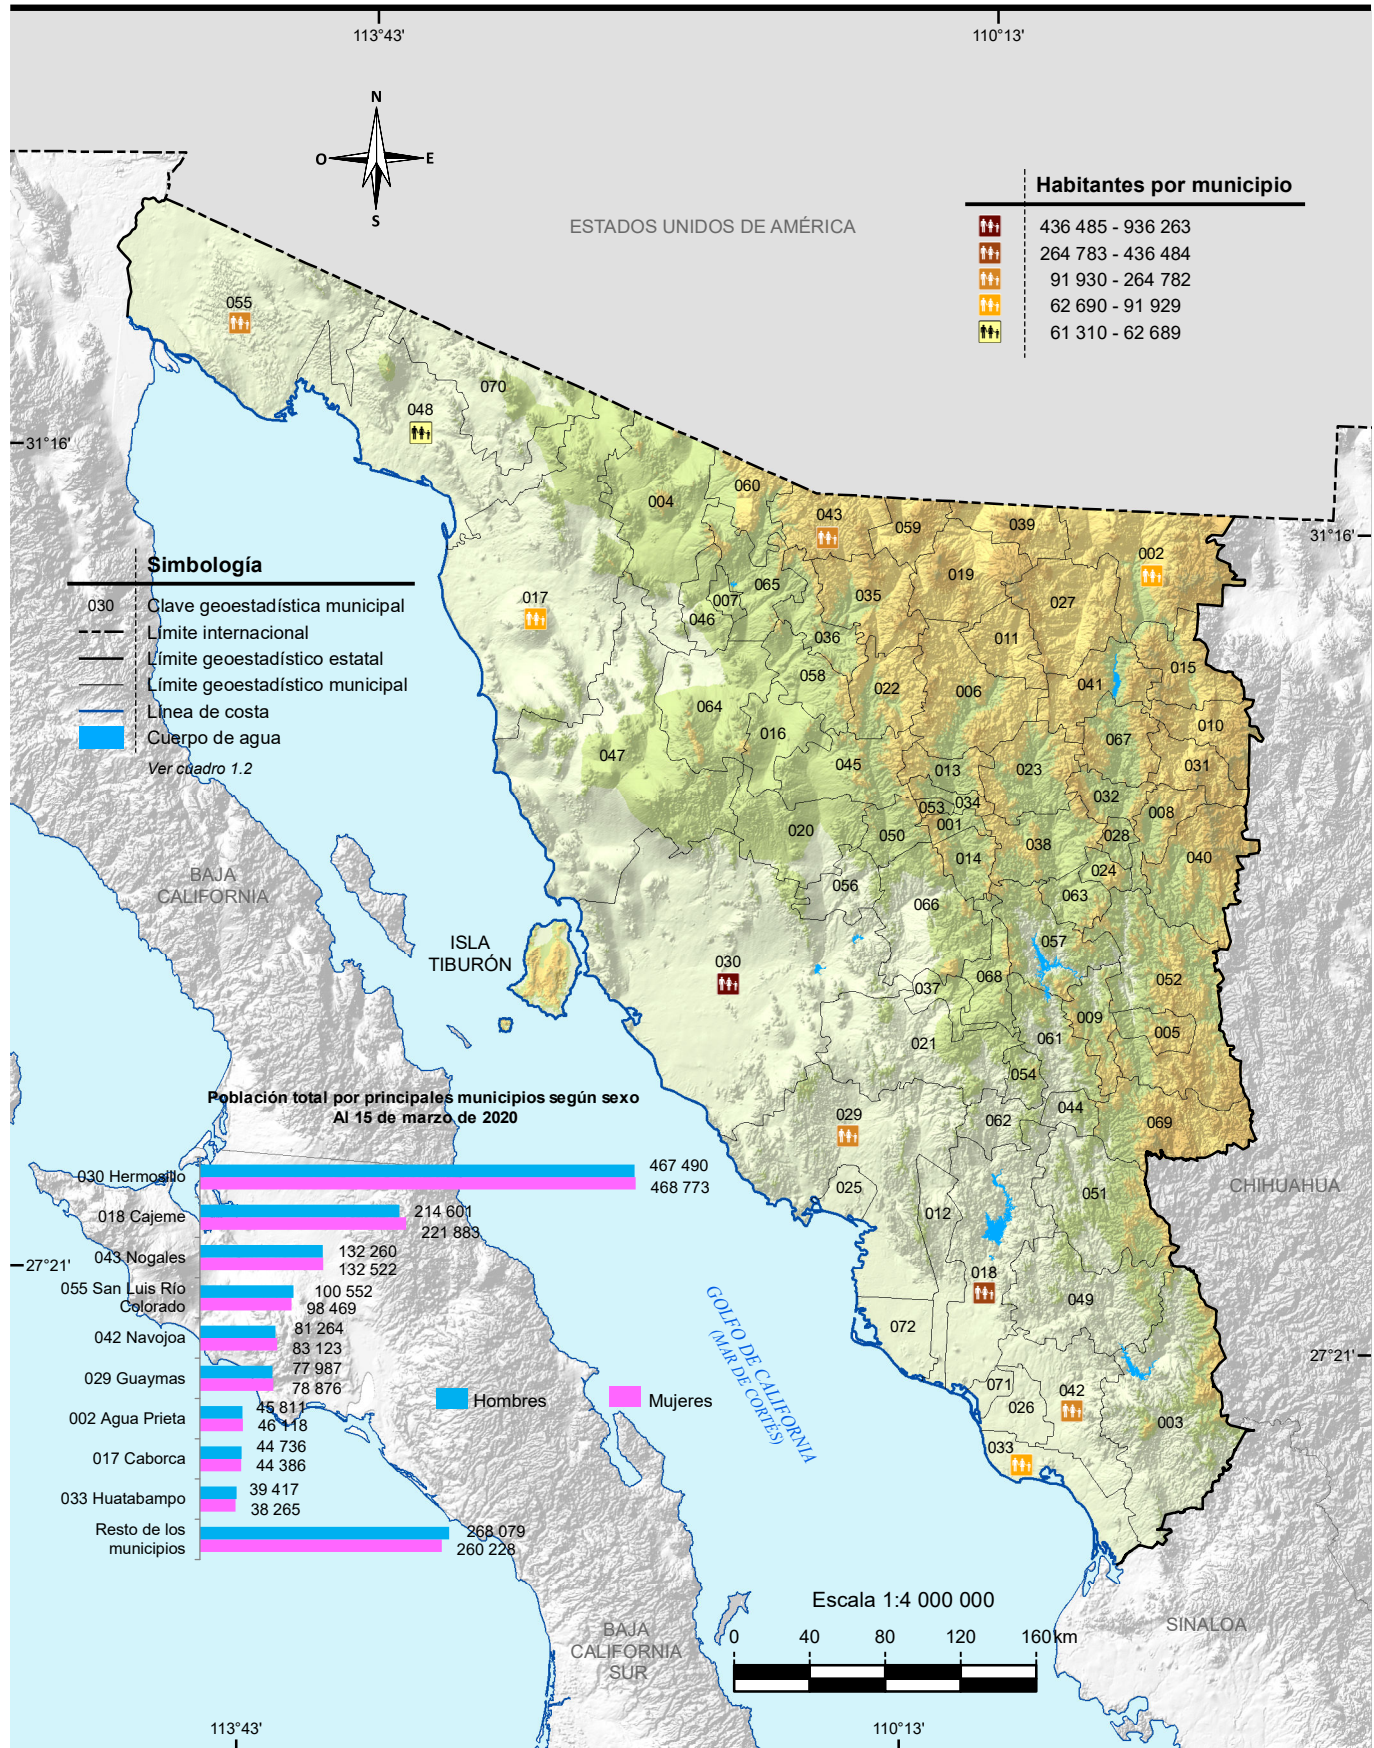 113°43'
110°13'
N
O
E
S
ESTADOS UNIDOS DE AMÉRICA
Habitantes por municipio
436 485 - 936 263
264 783 - 436 484
91 930 - 264 782
62 690 - 91 929
61 310 - 62 689
055
070
048
31°16'
31°16'
060
004
043
059
039
002
Simbología
030 Clave geoestadística municipal
Límite internacional
Límite geoestadístico estatal
Límite geoestadístico municipal
Línea de costa
Cuerpo de agua
Ver cuadro 1.2
017
065
007
046
035
019
027
036
011
058
022
006
041
015
064
016
010
067
047
045
013
023
031
032
053
034
008
020
050
001
028
038
014
024
040
056
063
066
BAJA
CALIFORNIA
ISLA
TIBURÓN
030
057
068
052
037
009
005
021
061
054
029
062
044
069
025
012
051
CHIHUAHUA
018
049
072
071
026
042
003
033
Población total por principales municipios según sexo
Al 15 de marzo de 2020
030 Hermosillo
467 490
468 773
018 Cajeme
214 601
221 883
043 Nogales
132 260
132 522
055 San Luis Río
Colorado
100 552
98 469
042 Navojoa
81 264
83 123
029 Guaymas
77 987
78 876
002 Agua Prieta
45 811
46 118
017 Caborca
44 736
44 386
033 Huatabampo
39 417
38 265
Resto de los
municipios
268 079
260 228
Hombres
Mujeres
27°21'
27°21'
GOLFO DE CALIFORNIA
(MAR DE CORTÉS)
BAJA
CALIFORNIA
SUR
SINALOA
Escala 1:4 000 000
0 40 80 120 160 km
113°43'
110°13'